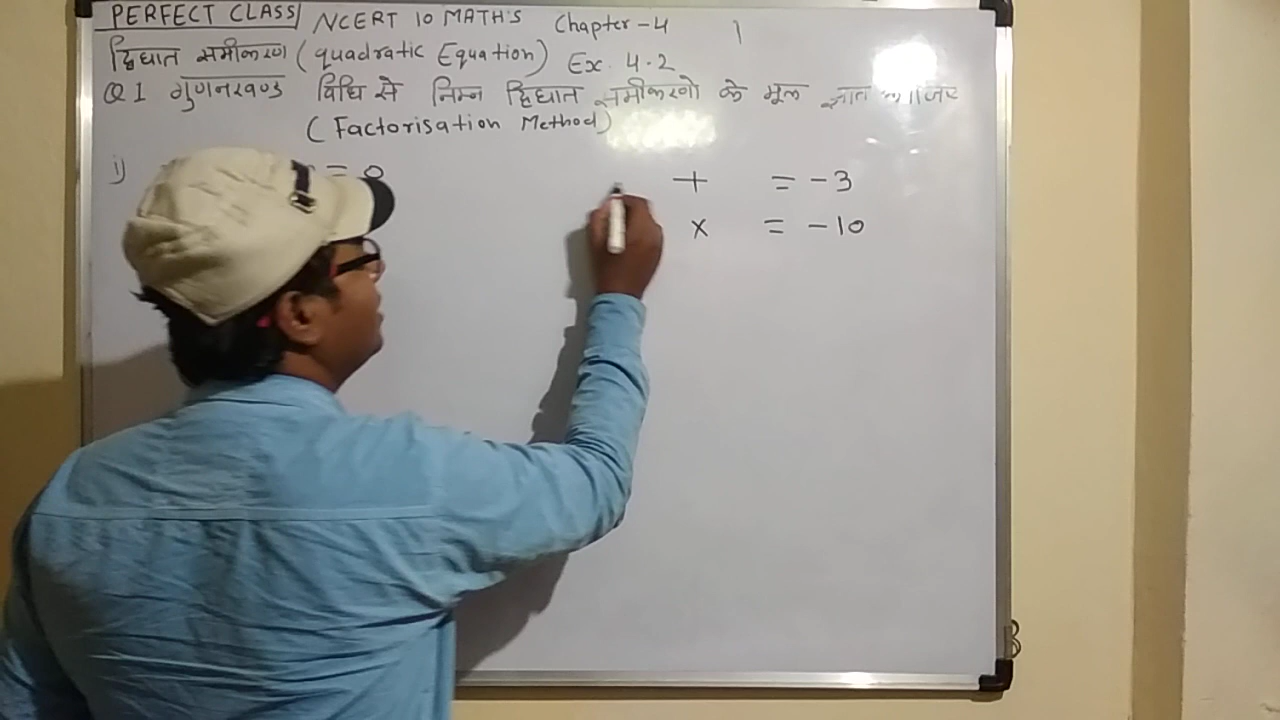 PERFECT CLASS NCERT 10 MATH'S Chapter-4 1
द्विघात समीकरण (quadratic Equation) Ex. 4.2
Q1 गुणनखण्ड विधि से निम्न द्विघात समीकरणो के मूल ज्ञात
(Factorisation Method)
i) = 0
+ = -3
x = -10